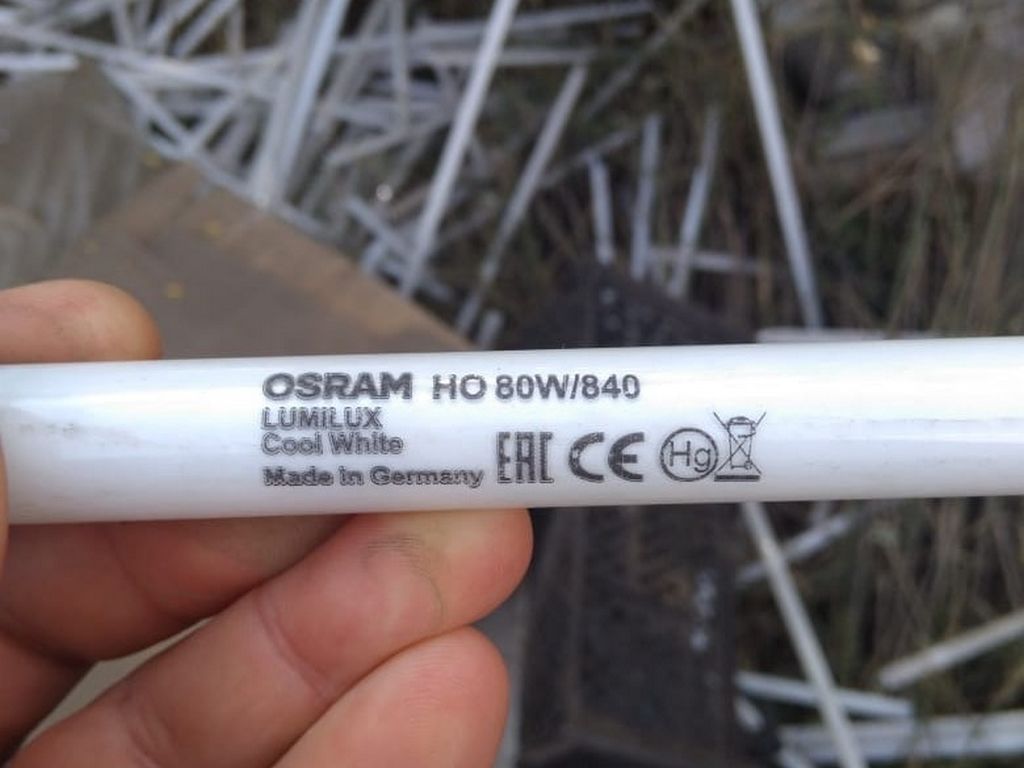 OSRAM HO 80W/840
LUMILUX
Cool White
Made in Germany EAC CE Hg